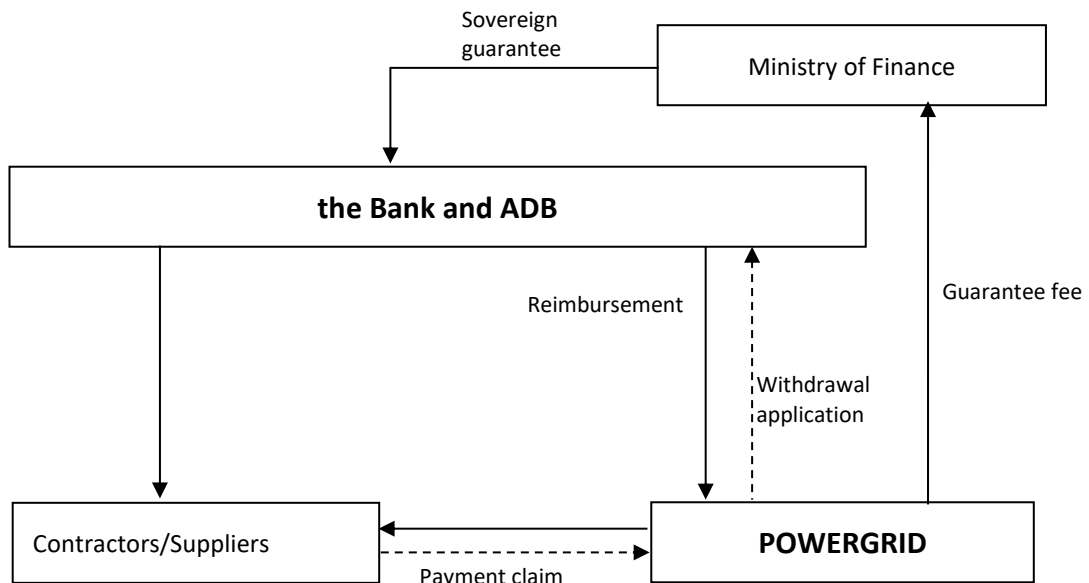 Sovereign
guarantee
Ministry of Finance
the Bank and ADB
Reimbursement
Guarantee fee
Withdrawal
application
Contractors/Suppliers
POWERGRID
Payment claim